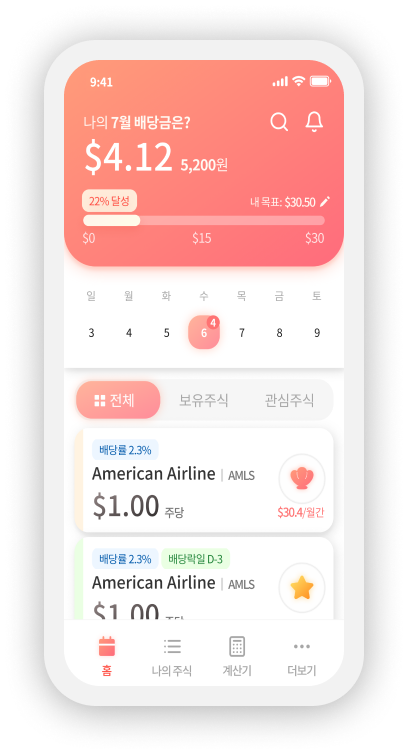 9:41
나의 7월 배당금은?
$4.12 5,200원
22% 달성
내 목표: $30.50
$0 $15 $30
일 월 화 수 목 금 토
3 4 5 6 7 8 9
4
전체 보유주식 관심주식
배당률 2.3%
American Airline | AMLS
$1.00 주당
$30.4/월간
배당률 2.3% 배당락일 D-3
American Airline | AMLS
$1.00 주당
홈 나의 주식 계산기 더보기